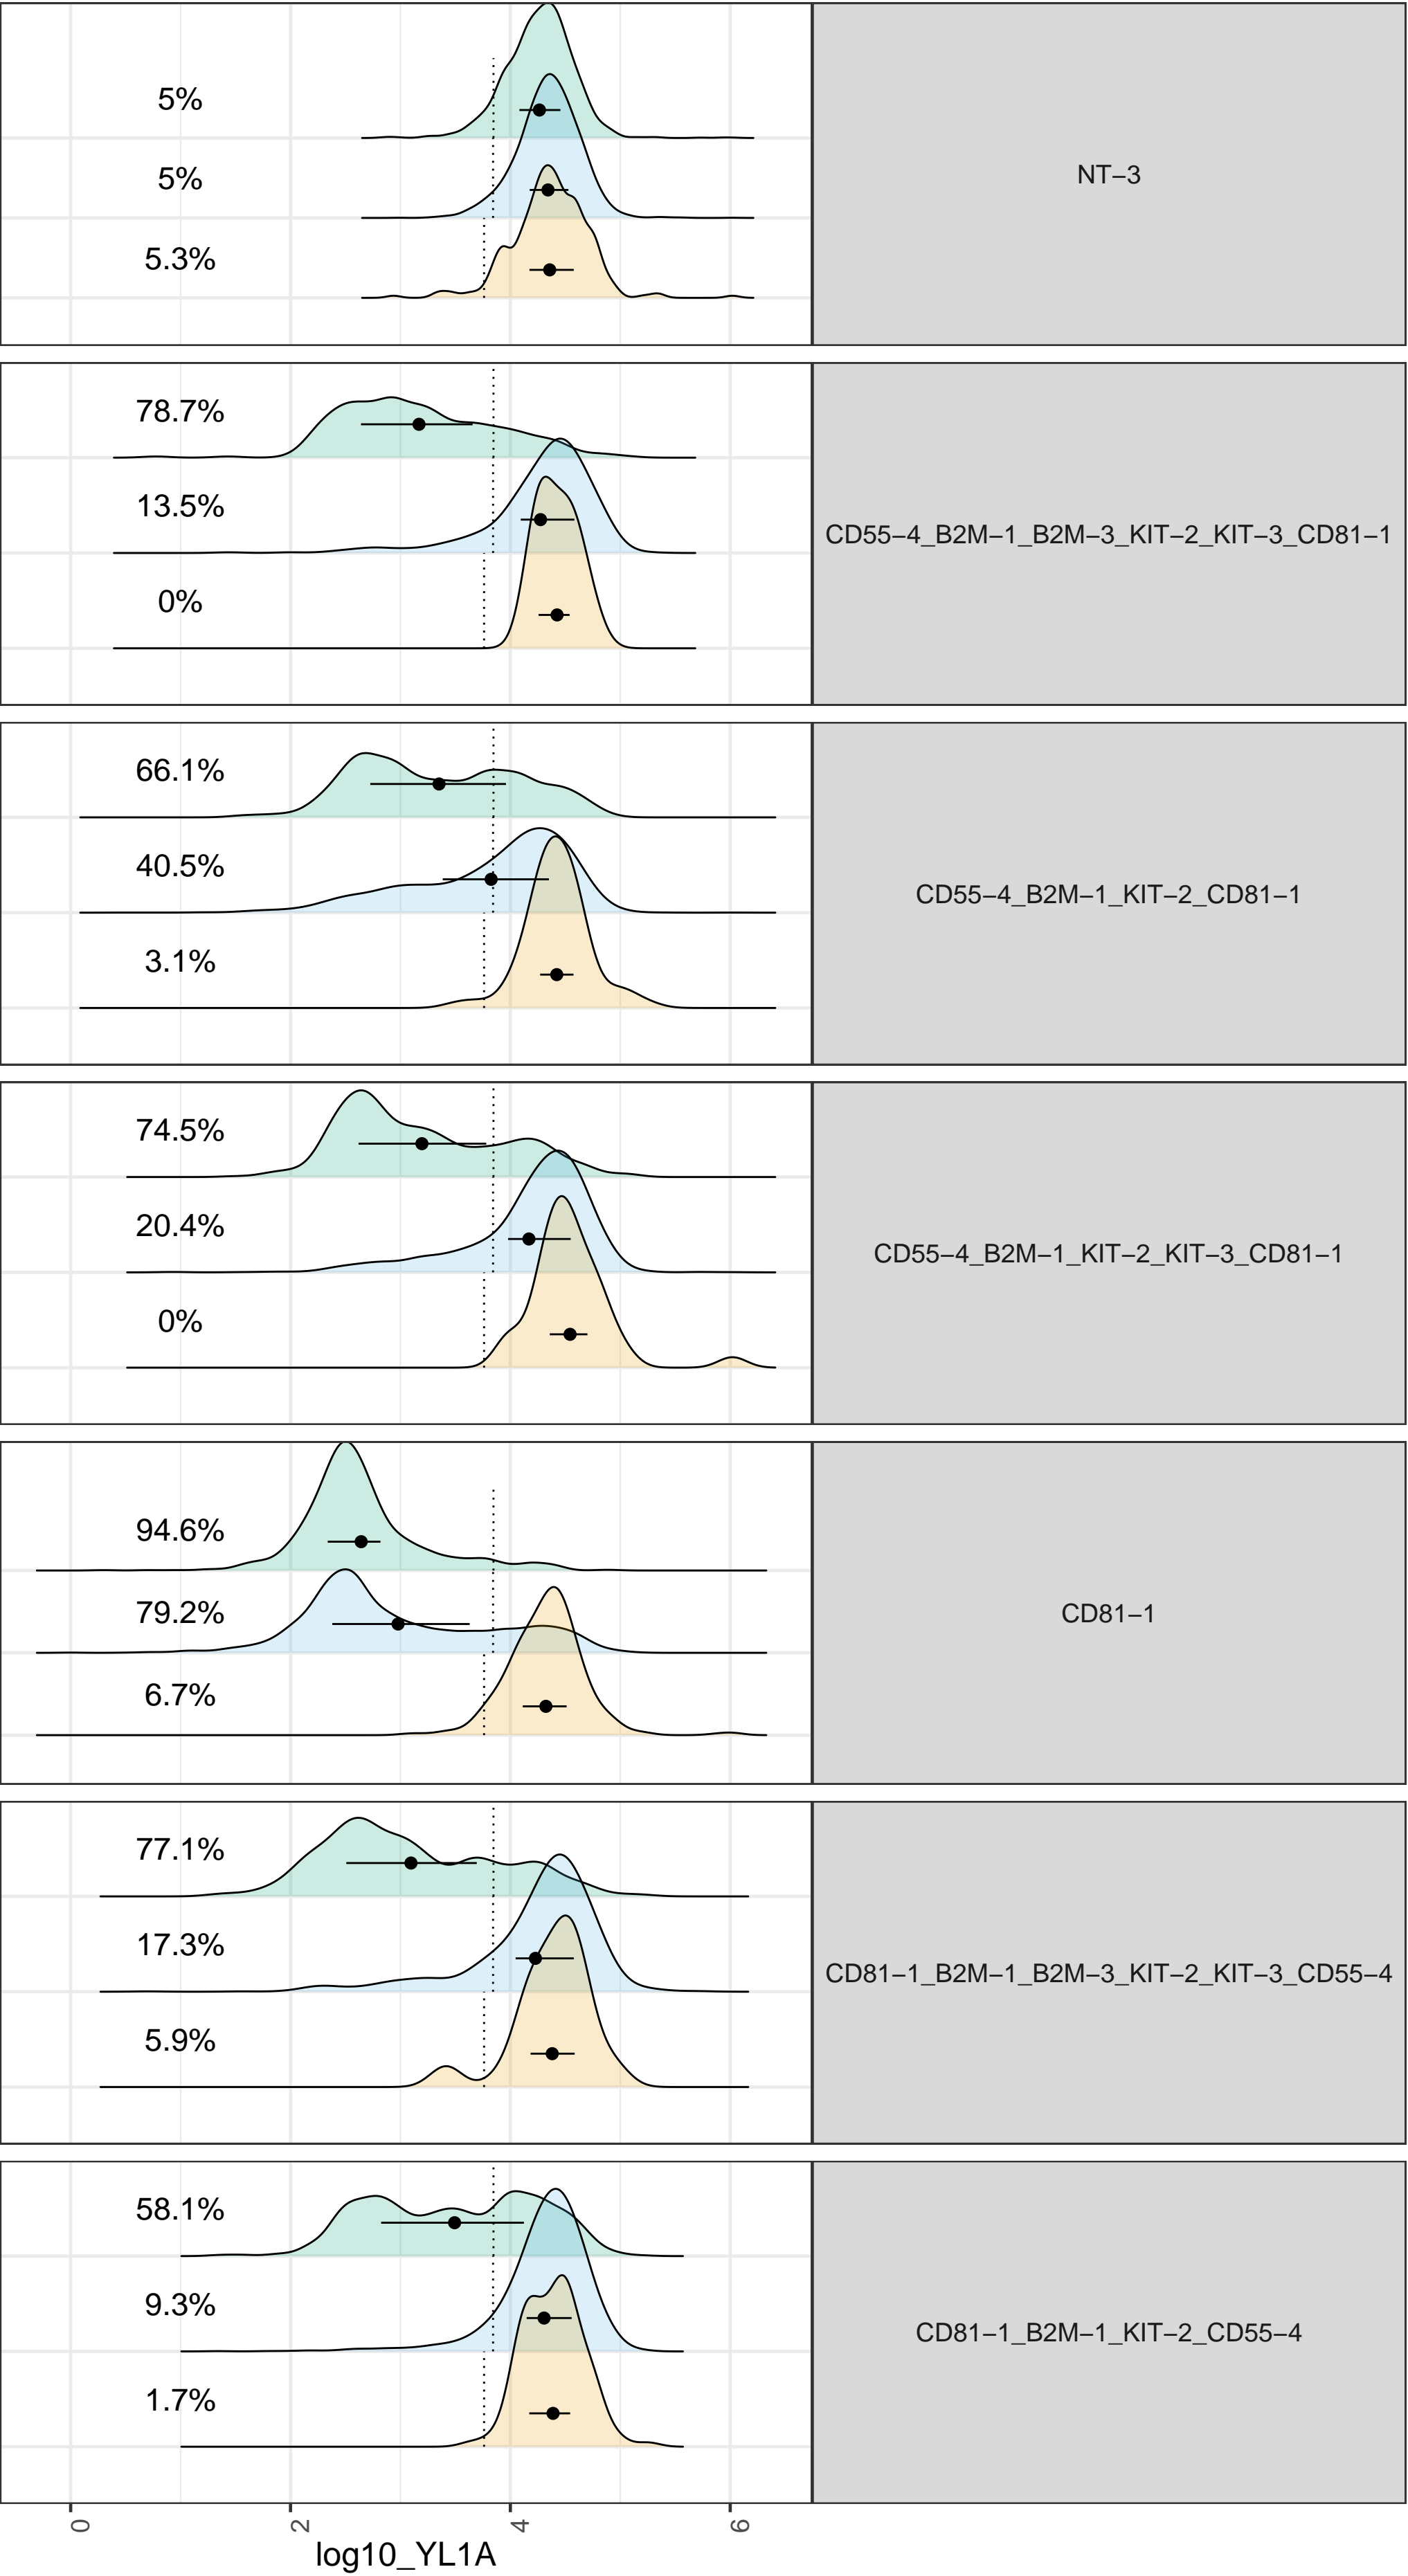 5%
5%
5.3%
NT−3
78.7%
13.5%
0%
CD55−4_B2M−1_B2M−3_KIT−2_KIT−3_CD81−1
66.1%
40.5%
3.1%
CD55−4_B2M−1_KIT−2_CD81−1
74.5%
20.4%
0%
CD55−4_B2M−1_KIT−2_KIT−3_CD81−1
94.6%
79.2%
6.7%
CD81−1
77.1%
17.3%
5.9%
CD81−1_B2M−1_B2M−3_KIT−2_KIT−3_CD55−4
58.1%
9.3%
1.7%
CD81−1_B2M−1_KIT−2_CD55−4
0 2 4 6
log10_YL1A